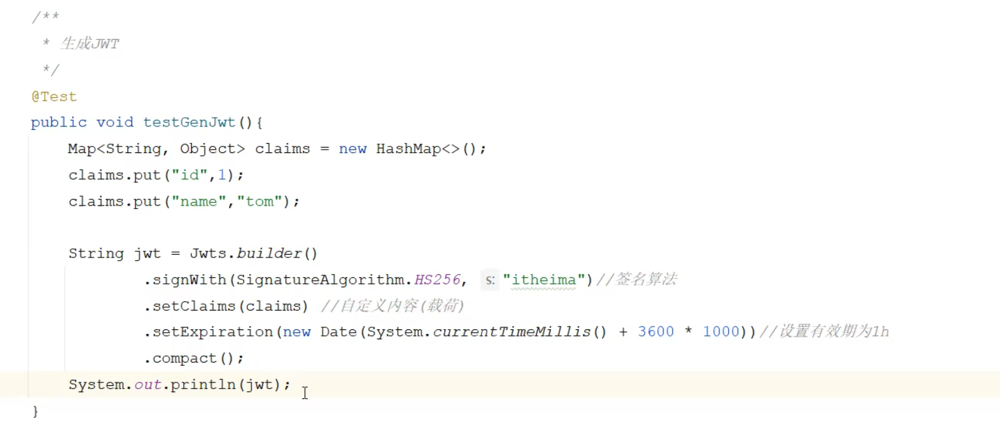 /**
 * 生成JWT
 */
@Test
public void testGenJwt(){
    Map<String, Object> claims = new HashMap<>();
    claims.put("id",1);
    claims.put("name","tom");

    String jwt = Jwts.builder()
            .signWith(SignatureAlgorithm.HS256, s: "itheima")//签名算法
            .setClaims(claims) //自定义内容(载荷)
            .setExpiration(new Date(System.currentTimeMillis() + 3600 * 1000))//设置有效期为1h
            .compact();
    System.out.println(jwt);
}